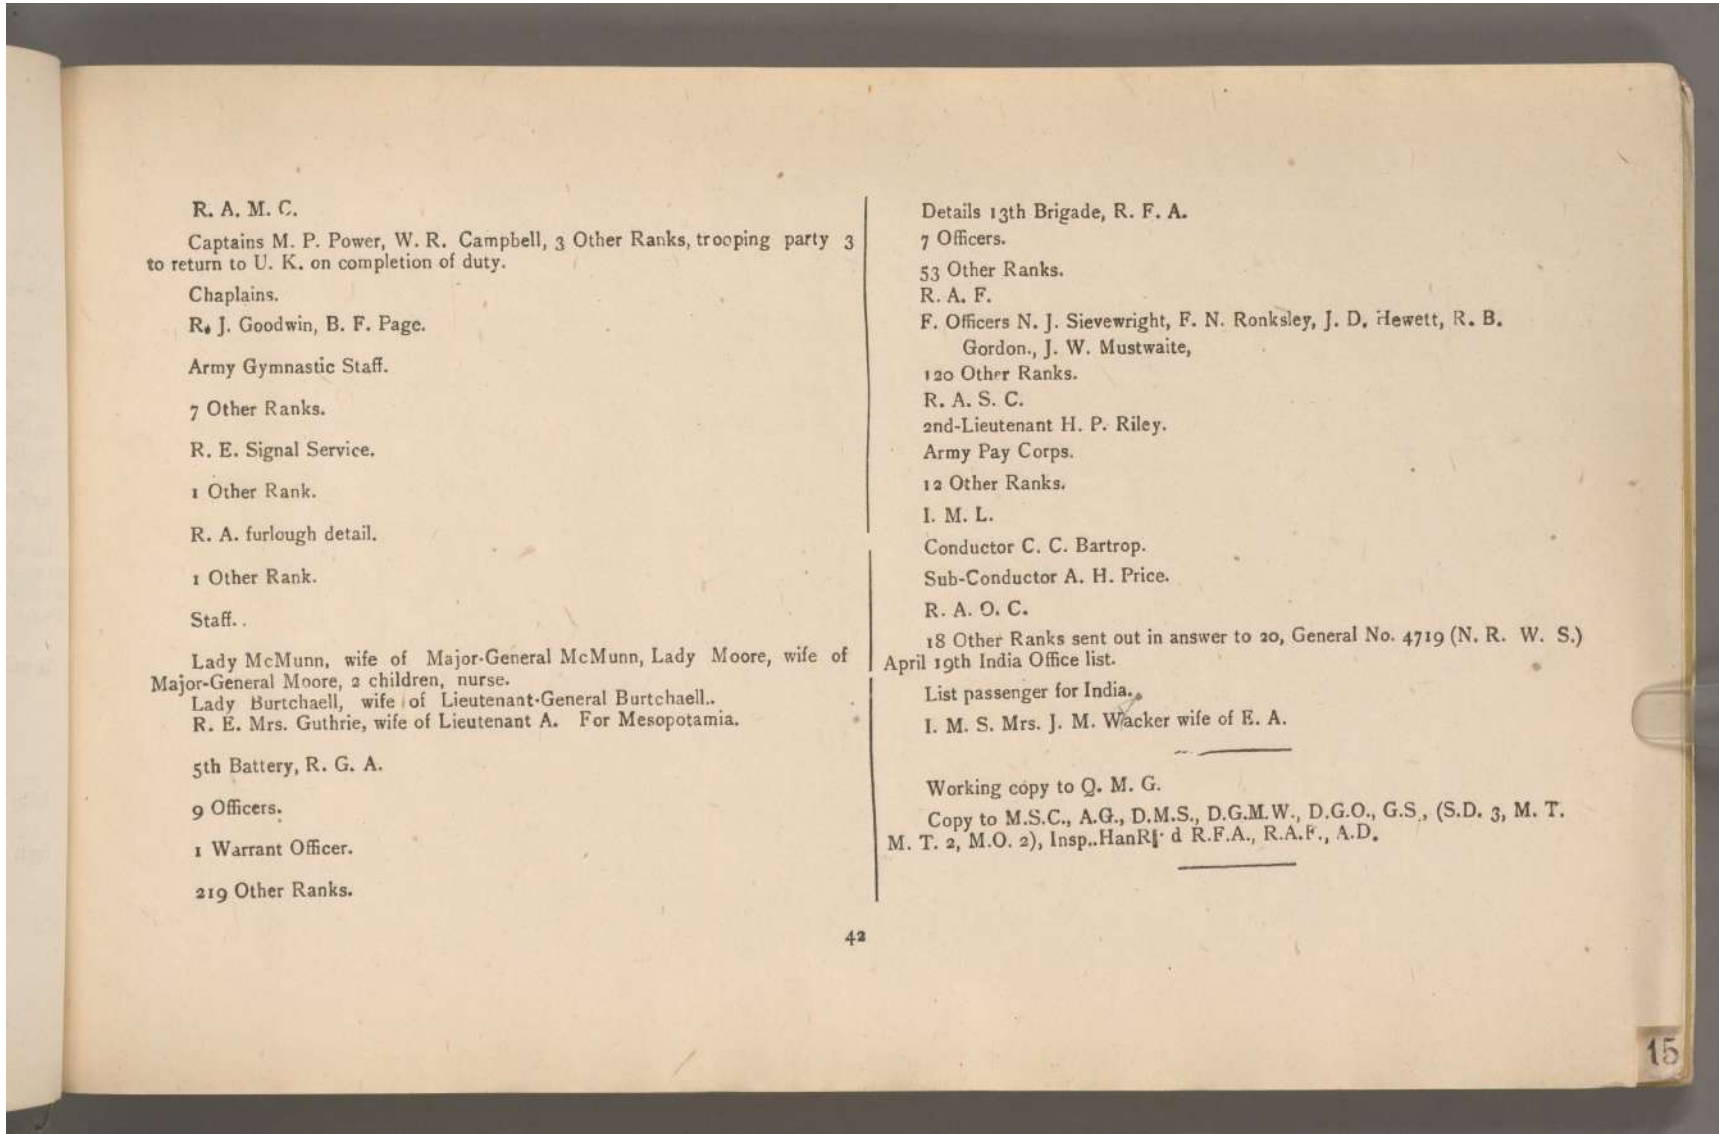 R. A. M. C.
Captains M. P. Power, W. R. Campbell, 3 Other Ranks, trooping party 3
to return to U. K. on completion of duty.
Chaplains.
R. J. Goodwin, B. F. Page.
Army Gymnastic Staff.
7 Other Ranks.
R. E. Signal Service.
1 Other Rank.
R. A. furlough detail.
1 Other Rank.
Staff. .
Lady McMunn, wife of Major-General McMunn, Lady Moore, wife of
Major-General Moore, 2 children, nurse.
Lady Burtchaell, wife of Lieutenant-General Burtchaell..
R. E. Mrs. Guthrie, wife of Lieutenant A. For Mesopotamia.
5th Battery, R. G. A.
9 Officers.
1 Warrant Officer.
219 Other Ranks.
Details 13th Brigade, R. F. A.
7 Officers.
53 Other Ranks.
R. A. F.
F. Officers N. J. Sievewright, F. N. Ronksley, J. D. Hewett, R. B.
Gordon., J. W. Mustwaite,
120 Other Ranks.
R. A. S. C.
2nd-Lieutenant H. P. Riley.
Army Pay Corps.
12 Other Ranks.
I. M. L.
Conductor C. C. Bartrop.
Sub-Conductor A. H. Price.
R. A. O. C.
18 Other Ranks sent out in answer to 20, General No. 4719 (N. R. W. S.)
April 19th India Office list.
List passenger for India..
I. M. S. Mrs. J. M. Wacker wife of E. A.
Working copy to Q. M. G.
Copy to M.S.C., A.G., D.M.S., D.G.M.W., D.G.O., G.S., (S.D. 3, M. T.
M. T. 2, M.O. 2), Insp.. d R.F.A., R.A.F., A.D.
42
15